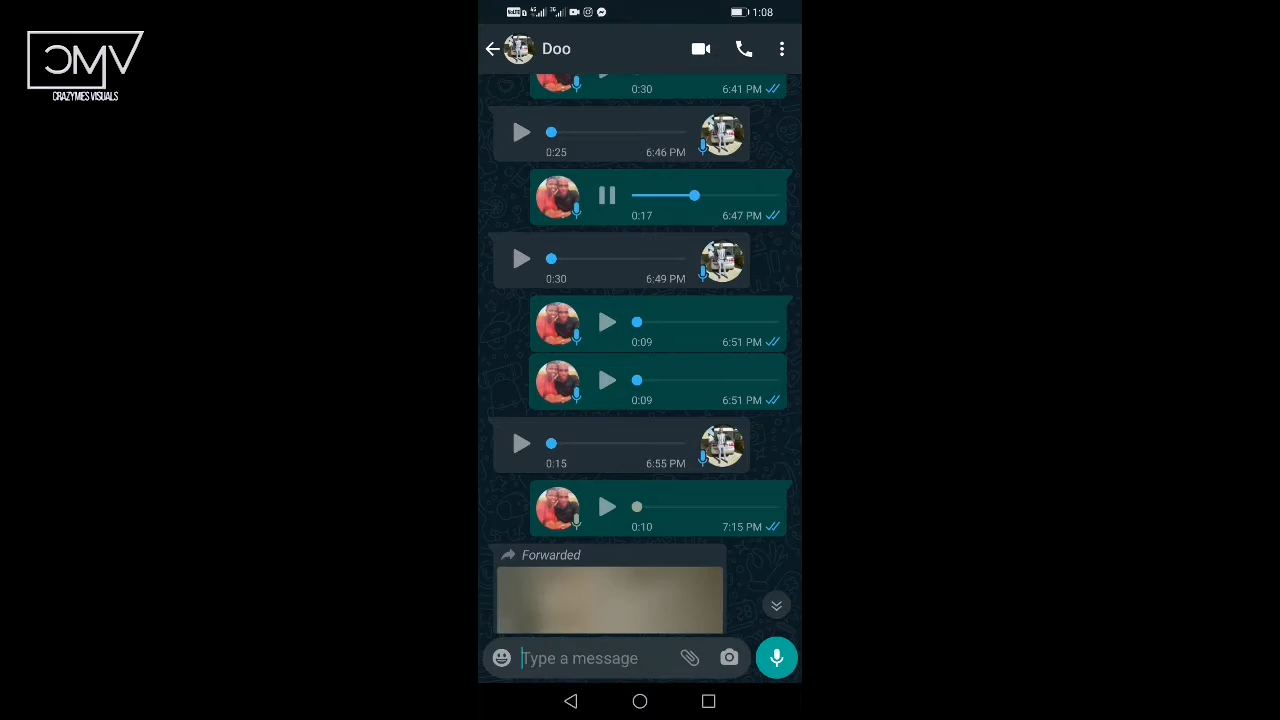 CMV
CRAZYMES VISUALS
1:08
Doo
0:30 6:41 PM
0:25 6:46 PM
0:17 6:47 PM
0:30 6:49 PM
0:09 6:51 PM
0:09 6:51 PM
0:15 6:55 PM
0:10 7:15 PM
Forwarded
Type a message